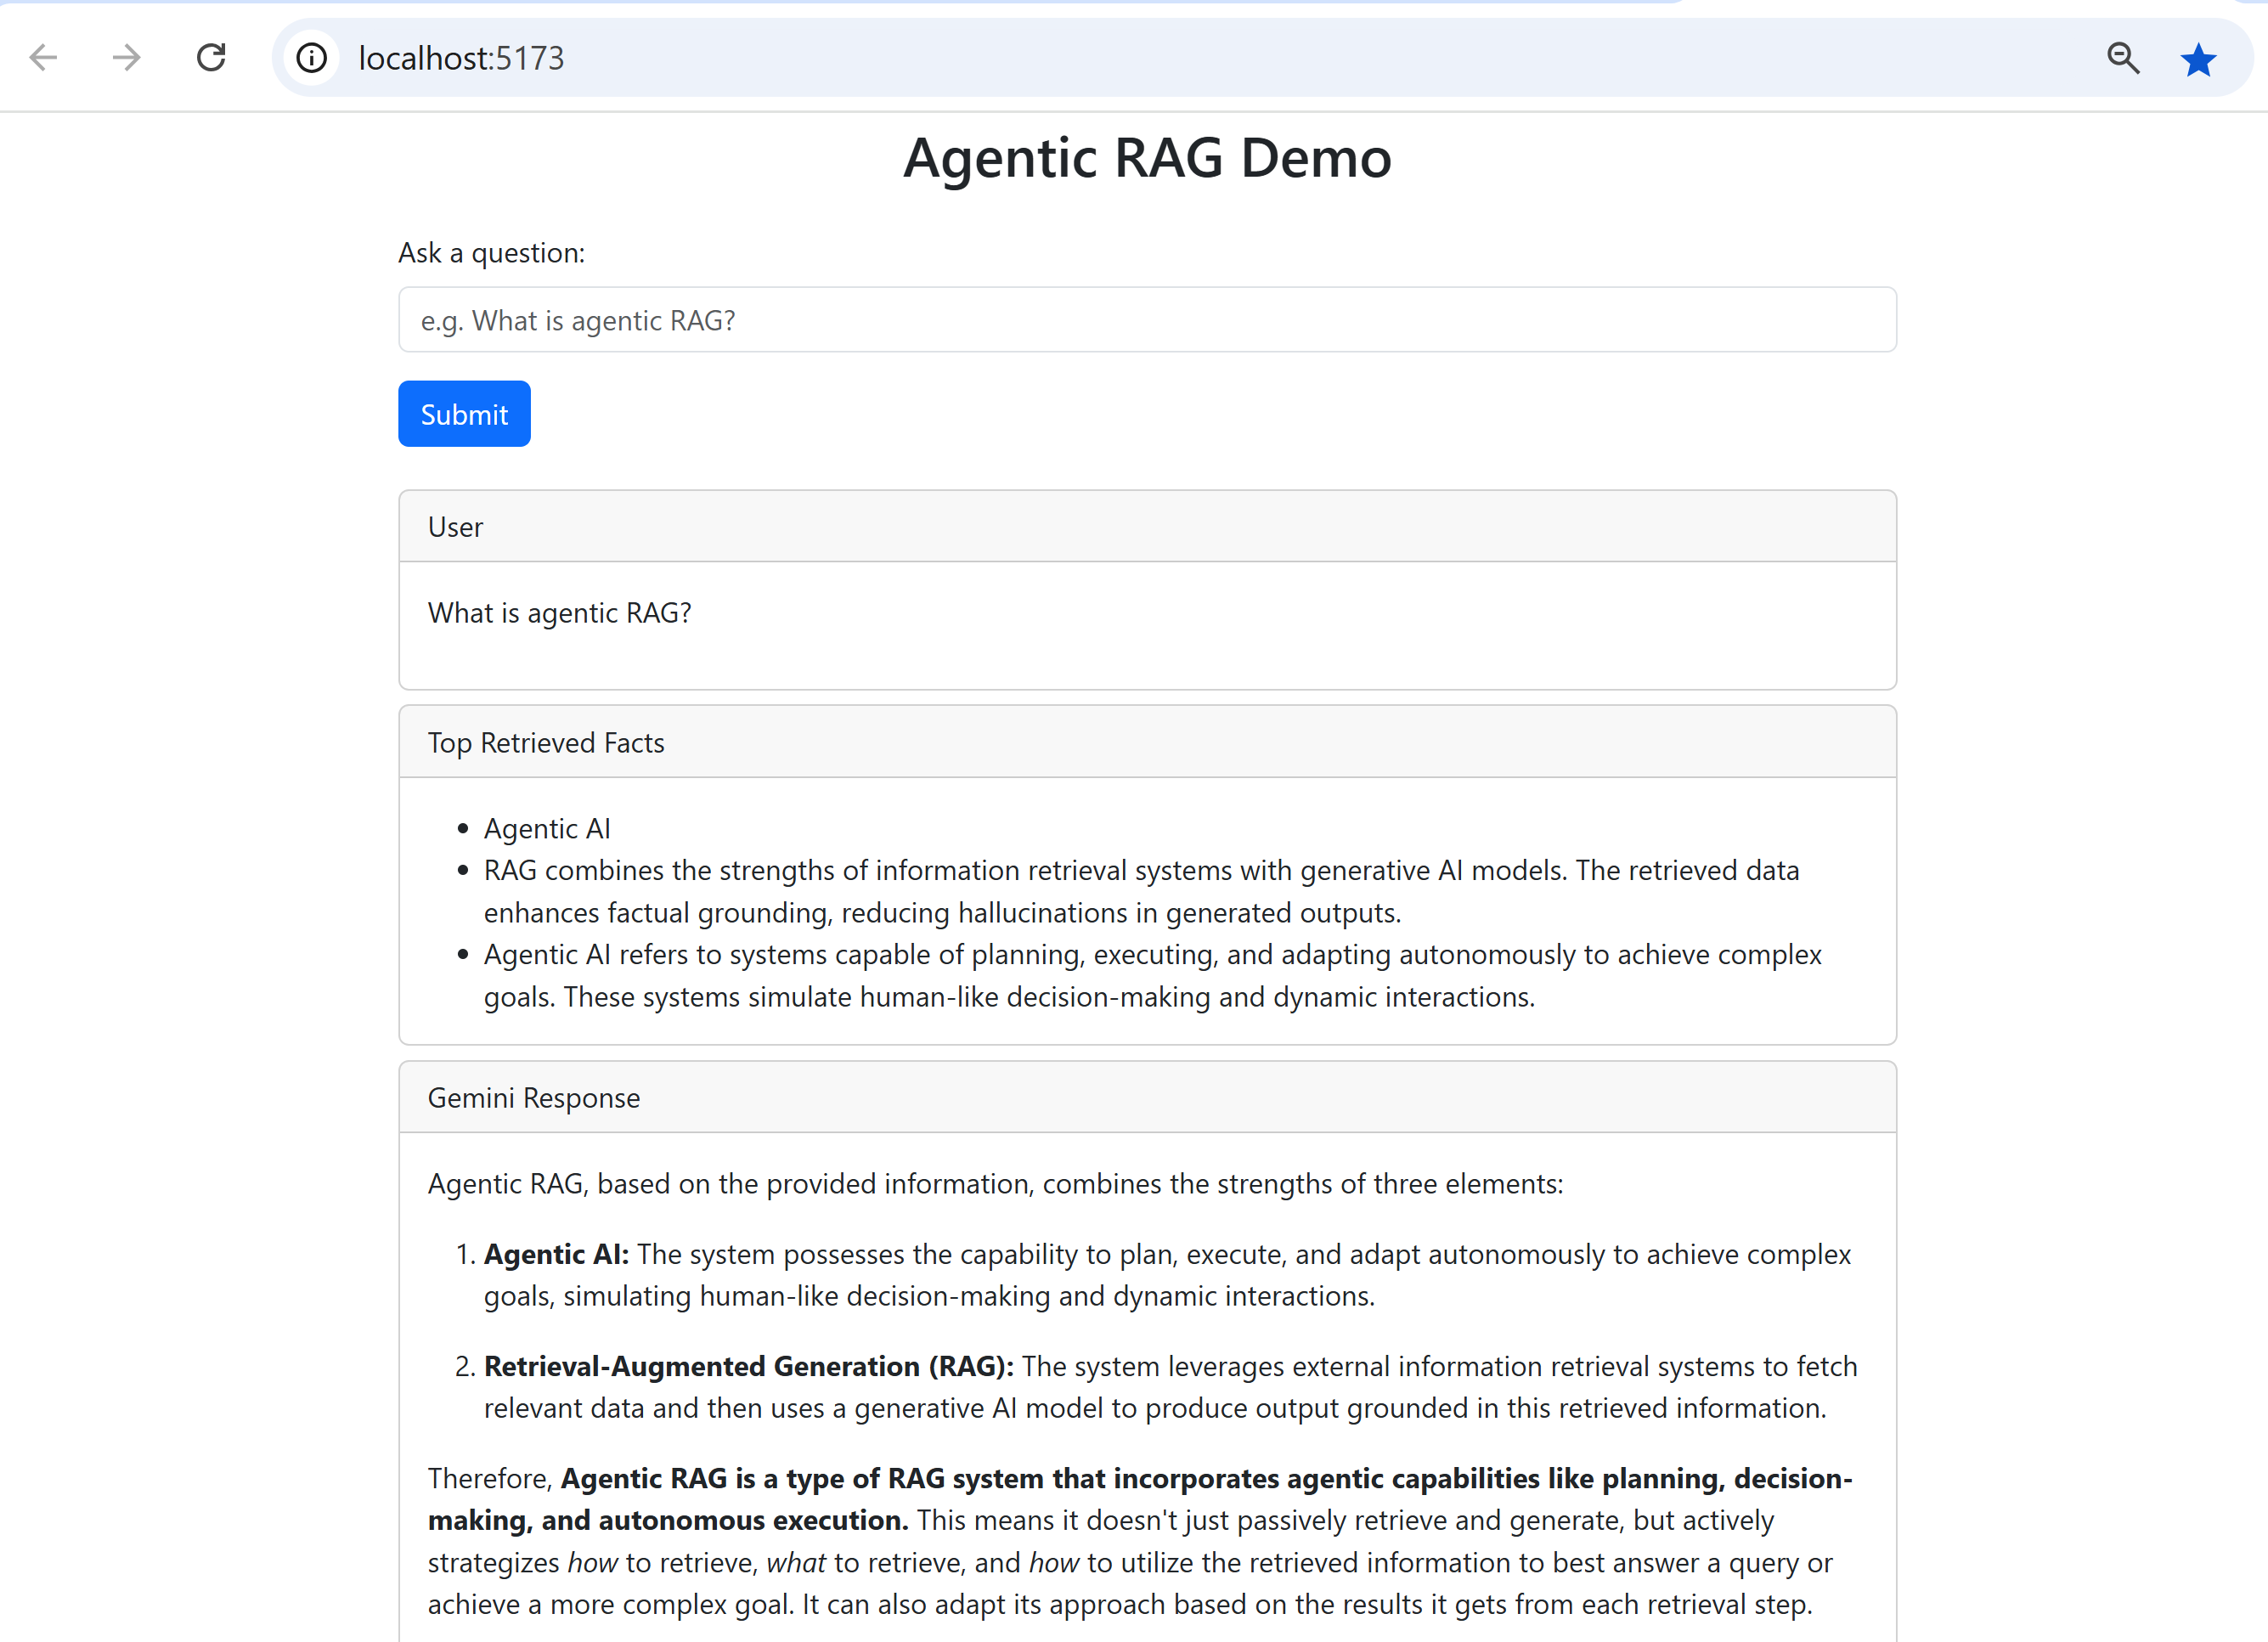 localhost:5173
Agentic RAG Demo
Ask a question:
e.g. What is agentic RAG?
Submit
User
What is agentic RAG?
Top Retrieved Facts
• Agentic AI
• RAG combines the strengths of information retrieval systems with generative AI models. The retrieved data
enhances factual grounding, reducing hallucinations in generated outputs.
• Agentic AI refers to systems capable of planning, executing, and adapting autonomously to achieve complex
goals. These systems simulate human-like decision-making and dynamic interactions.
Gemini Response
Agentic RAG, based on the provided information, combines the strengths of three elements:
1. Agentic AI: The system possesses the capability to plan, execute, and adapt autonomously to achieve complex
goals, simulating human-like decision-making and dynamic interactions.
2. Retrieval-Augmented Generation (RAG): The system leverages external information retrieval systems to fetch
relevant data and then uses a generative AI model to produce output grounded in this retrieved information.
Therefore, Agentic RAG is a type of RAG system that incorporates agentic capabilities like planning, decision-
making, and autonomous execution. This means it doesn't just passively retrieve and generate, but actively
strategizes how to retrieve, what to retrieve, and how to utilize the retrieved information to best answer a query or
achieve a more complex goal. It can also adapt its approach based on the results it gets from each retrieval step.